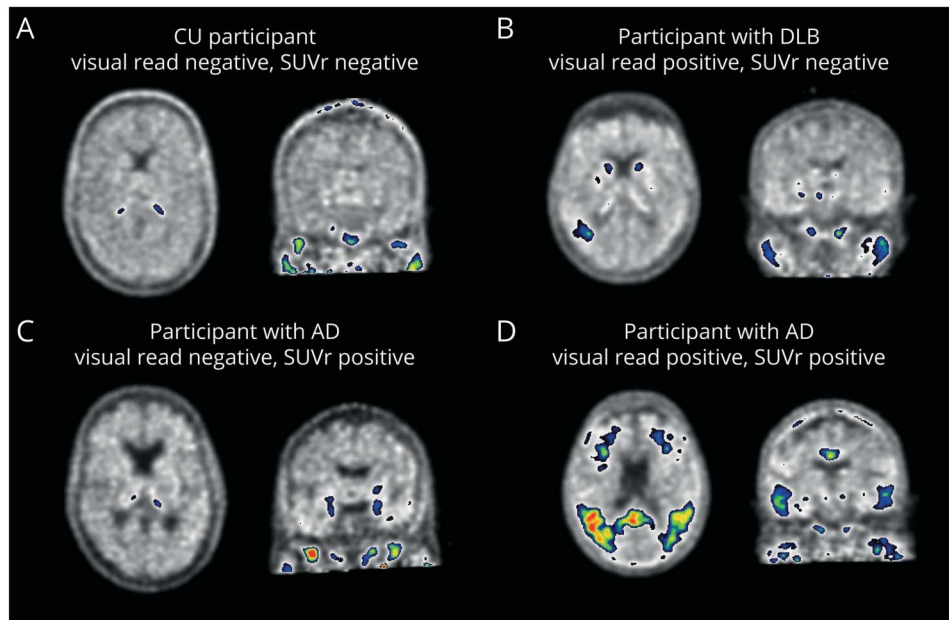 A
CU participant
visual read negative, SUVr negative
B
Participant with DLB
visual read positive, SUVr negative
C
Participant with AD
visual read negative, SUVr positive
D
Participant with AD
visual read positive, SUVr positive